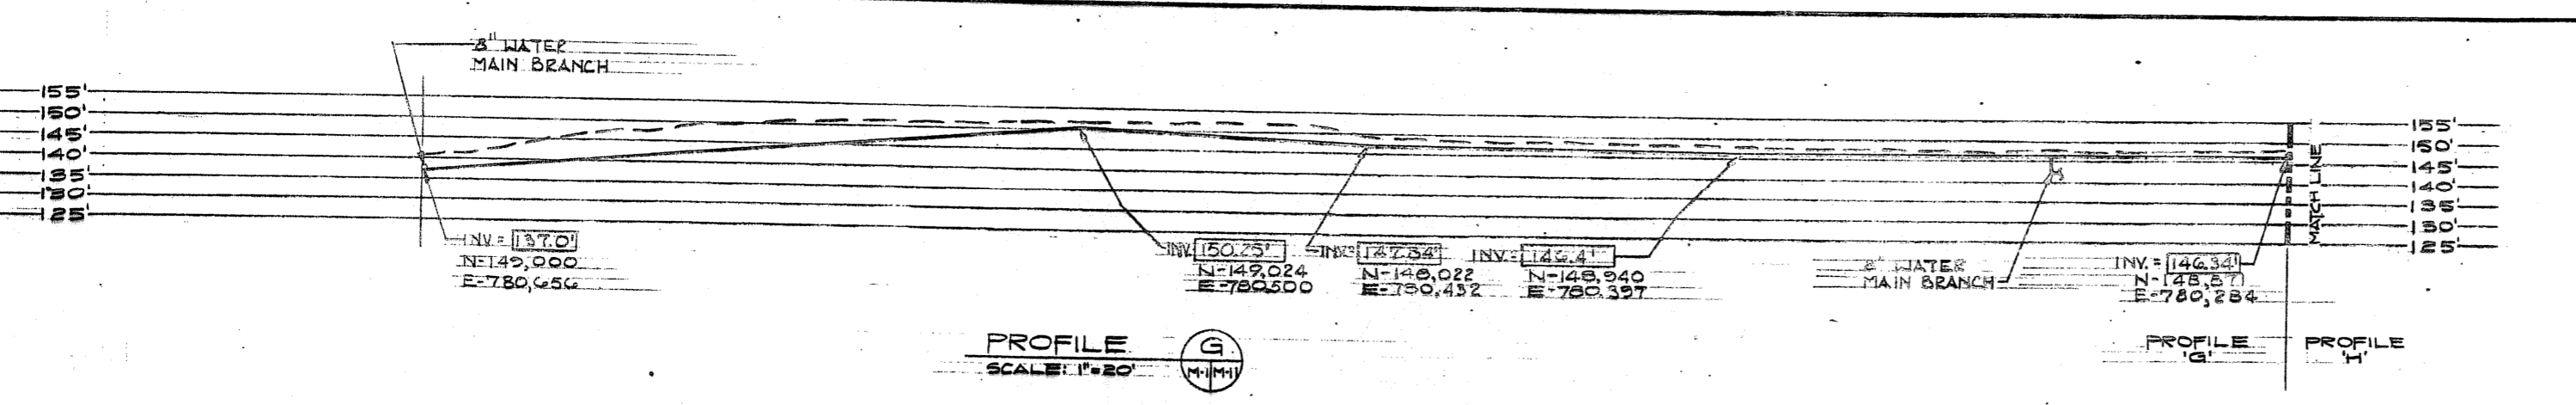 8" WATER
MAIN BRANCH
155'
150'
145'
140'
135'
130'
125'
155'
150'
145'
140'
135'
130'
125'
MATCH LINE
INV.= 137.0'
N-149,000
E-780,656
INV. 150.25'
N-149,024
E-780,500
INV= 147.84'
N-148,022
E-780,432
INV.= 146.4'
N-148,940
E-780,397
8" WATER
MAIN BRANCH
INV.= 146.34'
N-148,871
E-780,284
PROFILE
SCALE: 1"=20'
G
M-1 M-11
PROFILE
'G'
PROFILE
'H'